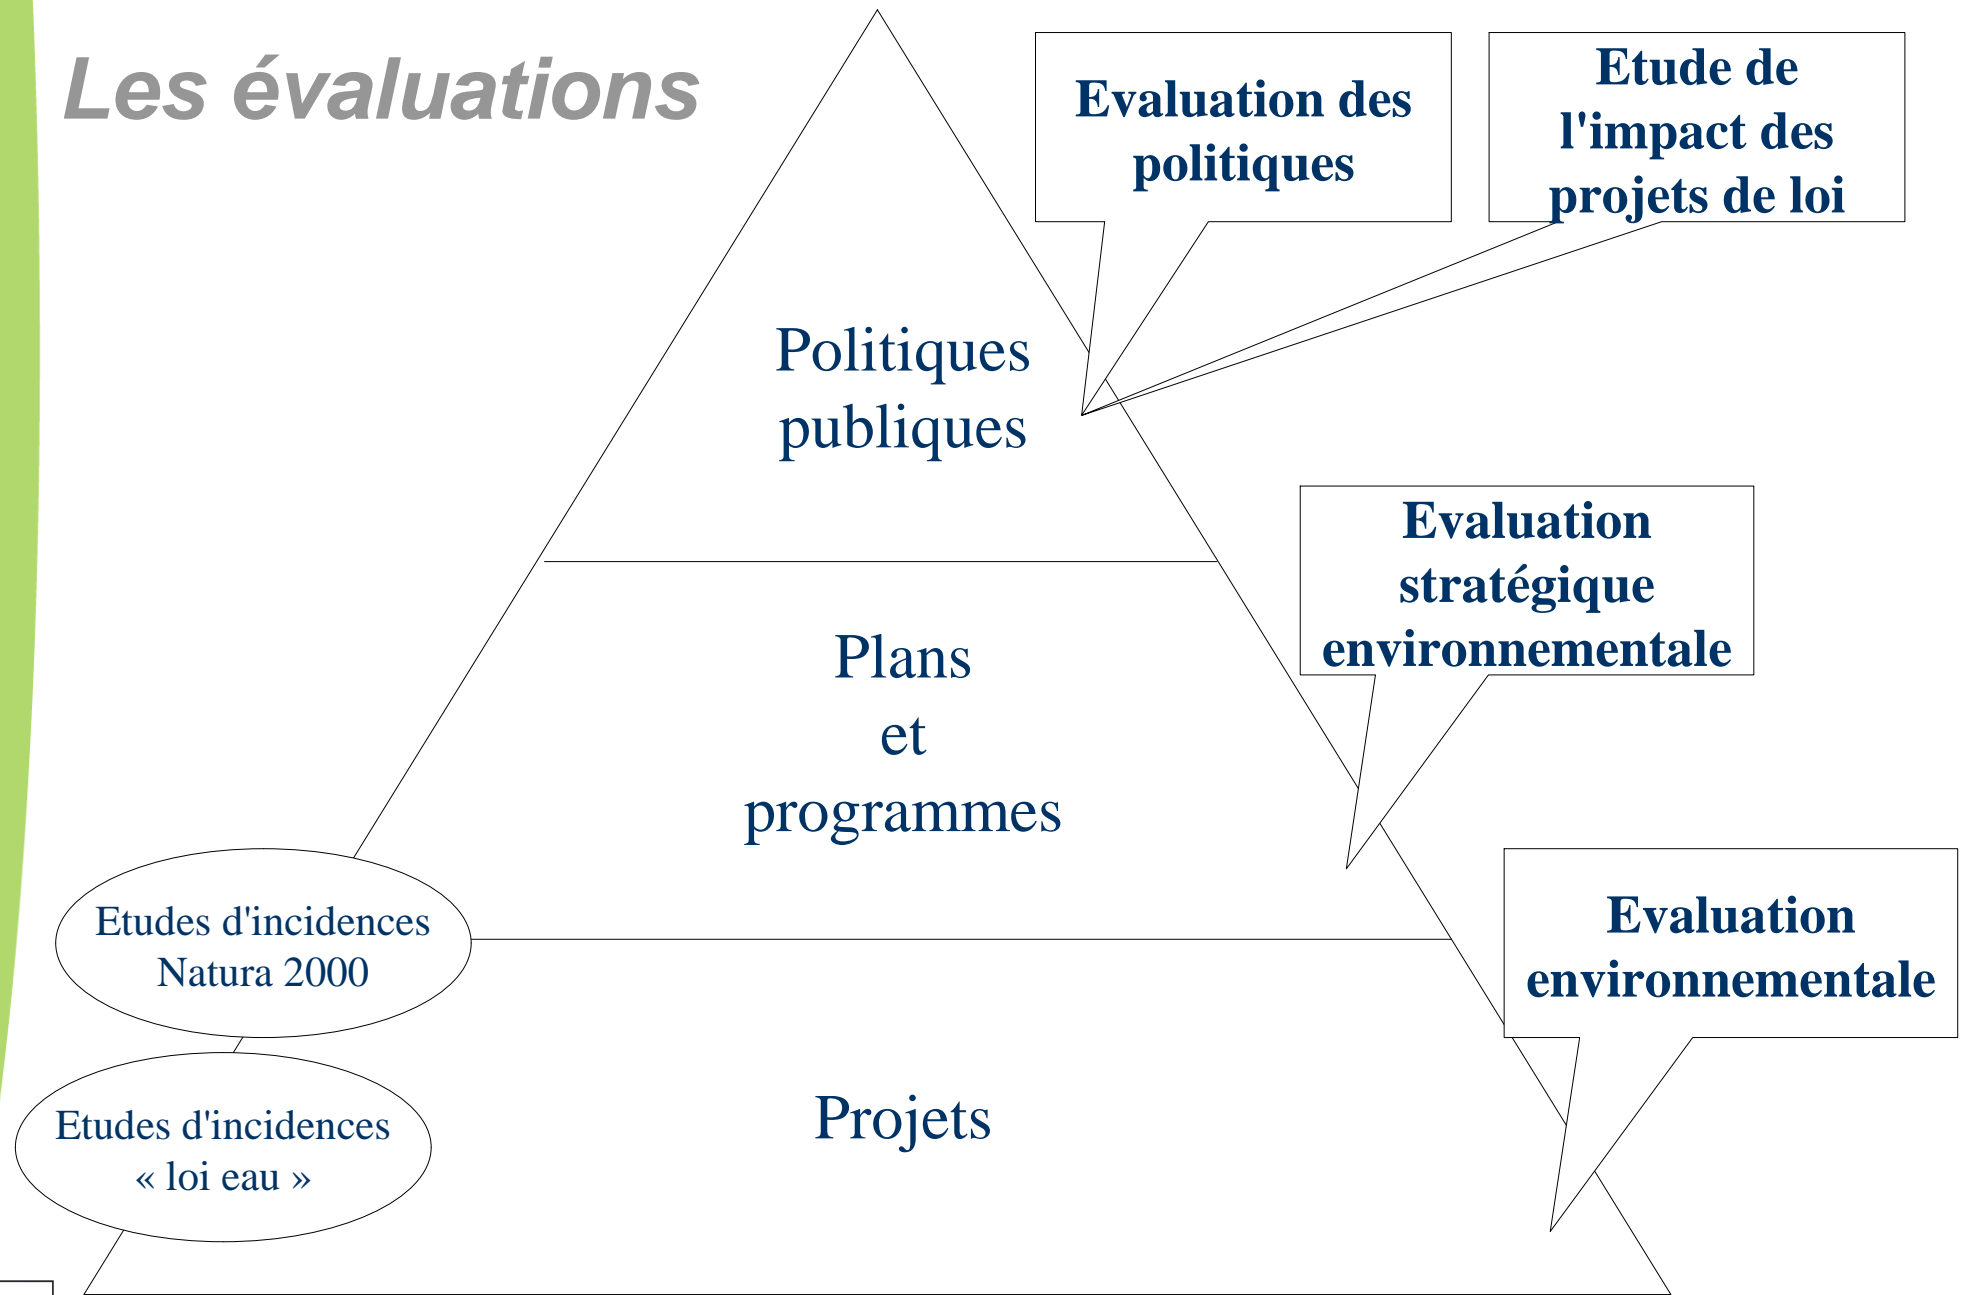 Les évaluations
Evaluation des
politiques
Etude de
l'impact des
projets de loi
Politiques
publiques
Evaluation
stratégique
environnementale
Plans
et
programmes
Etudes d'incidences
Natura 2000
Evaluation
environnementale
Etudes d'incidences
« loi eau »
Projets